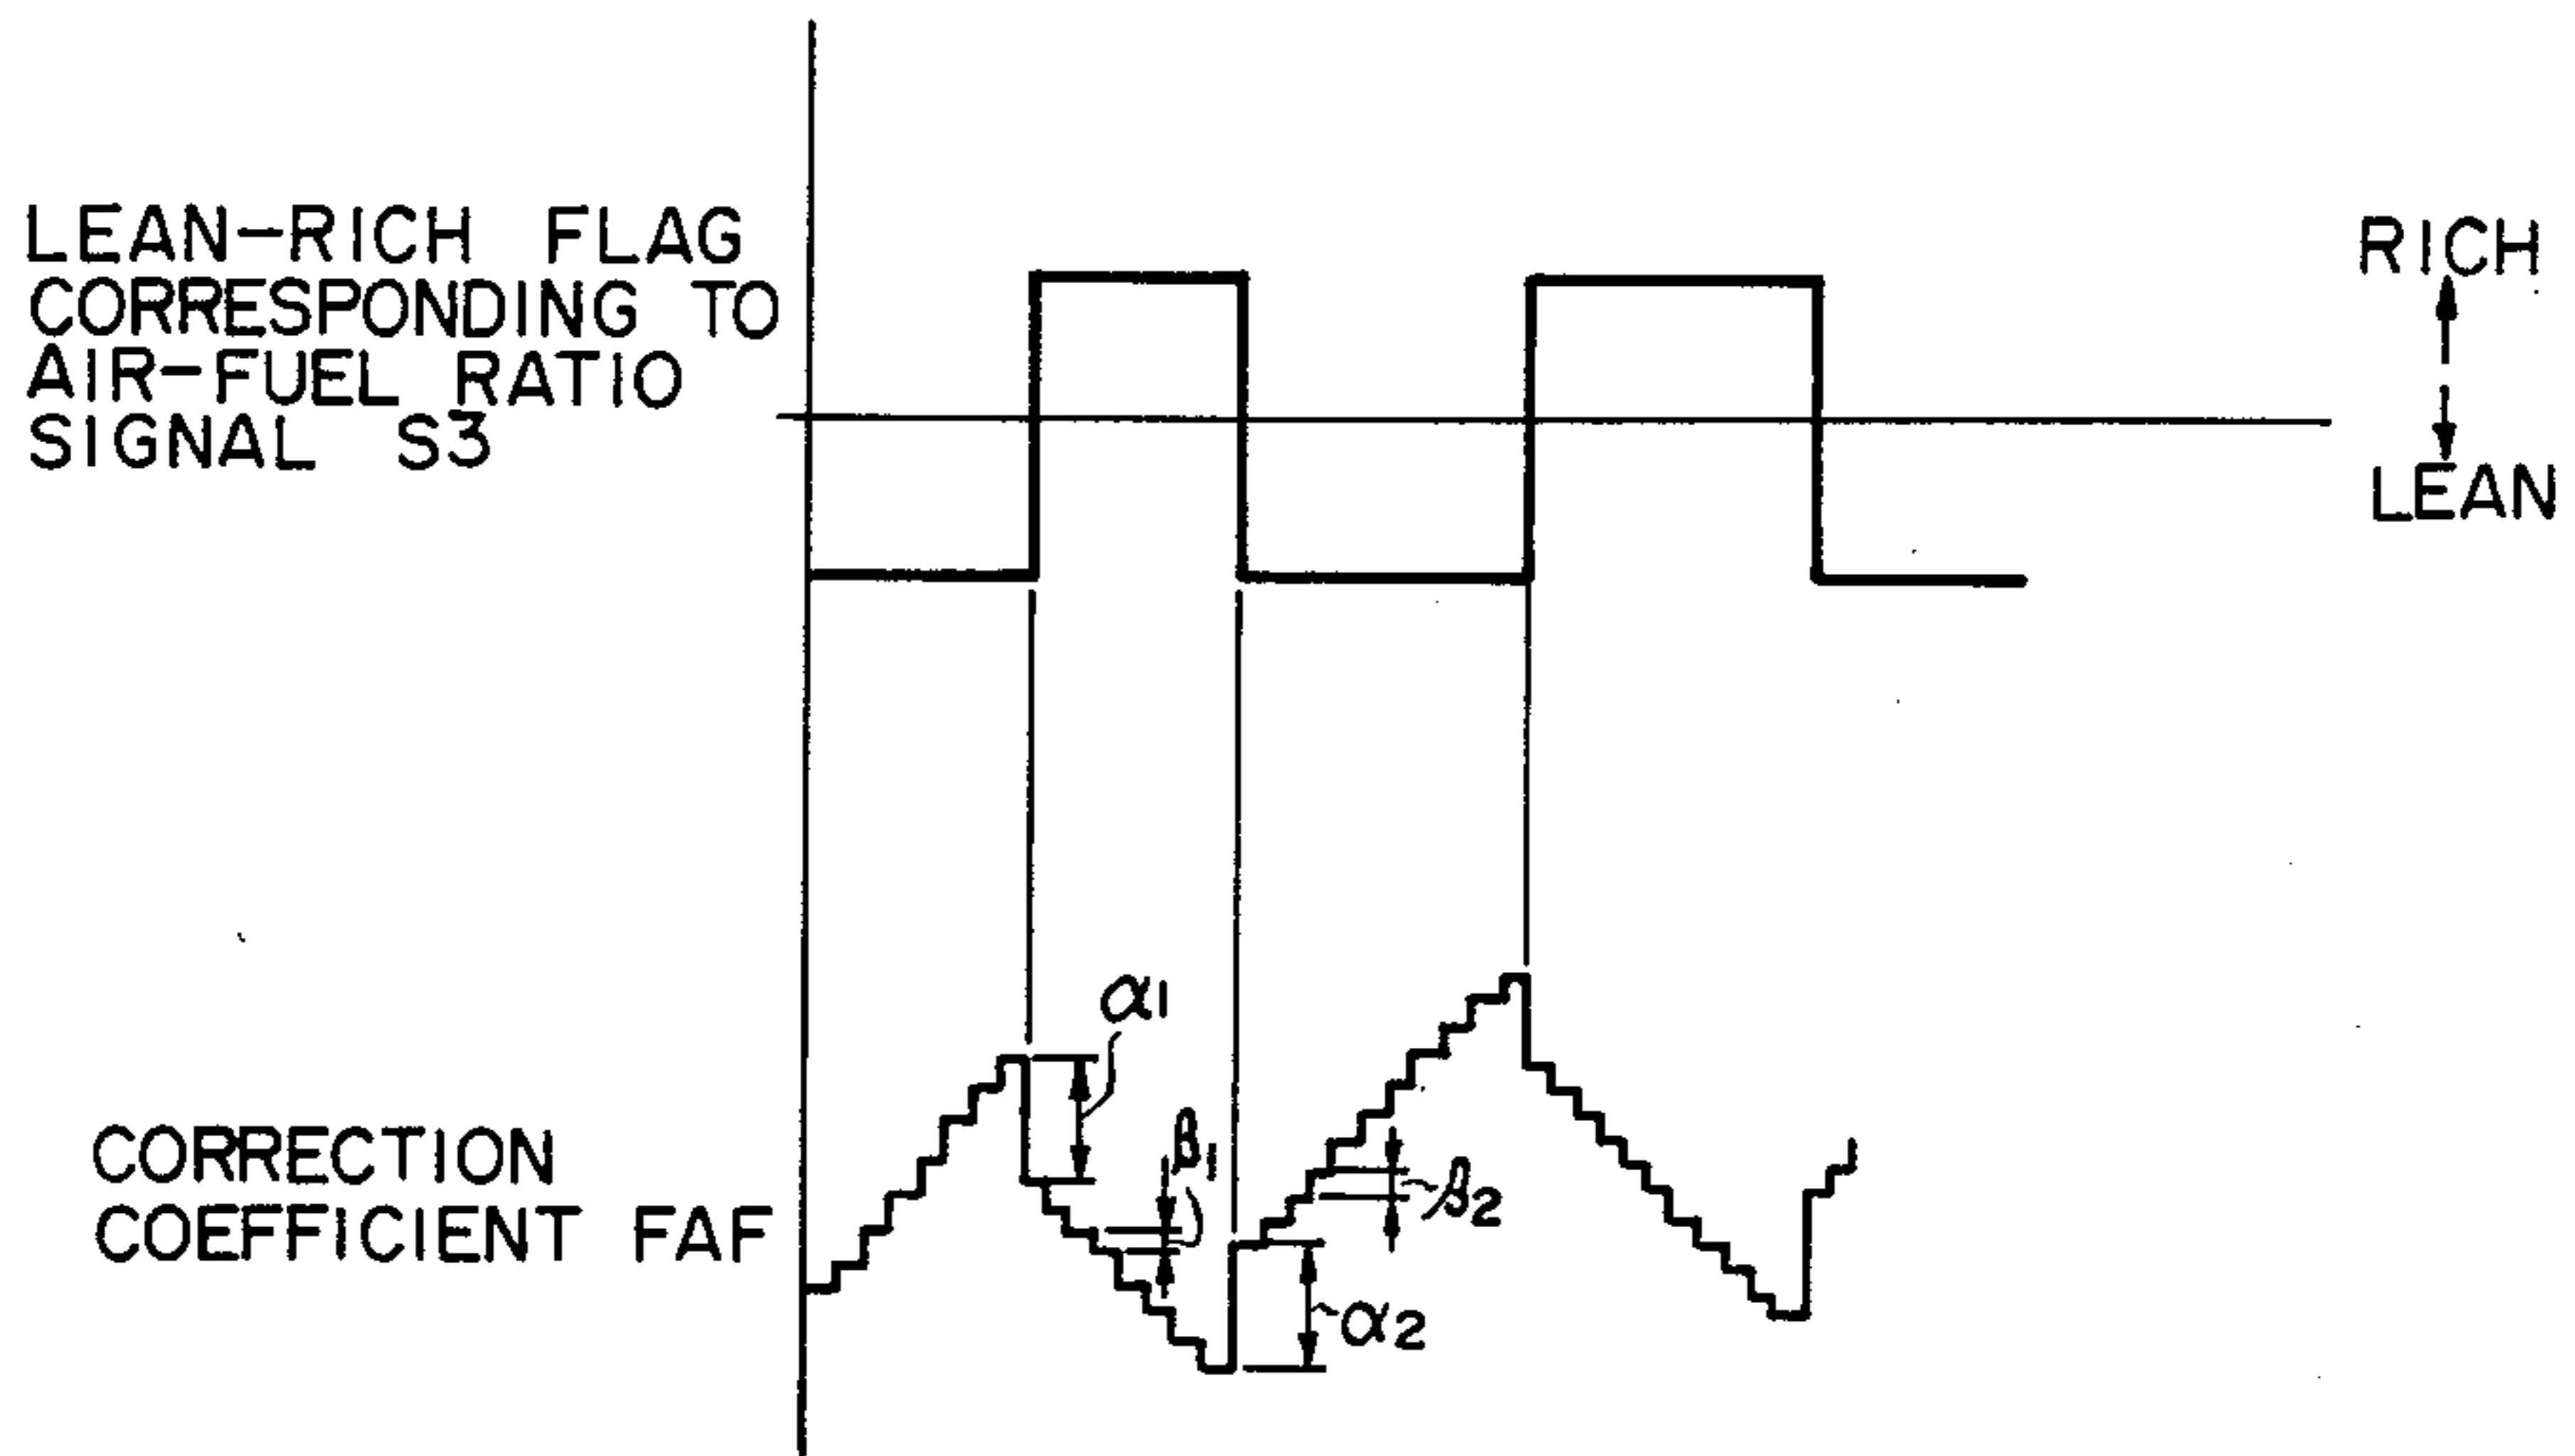 LEAN-RICH FLAG
CORRESPONDING TO
AIR-FUEL RATIO
SIGNAL S3
RICH
LEAN
α1
β1
β2
α2
CORRECTION
COEFFICIENT FAF